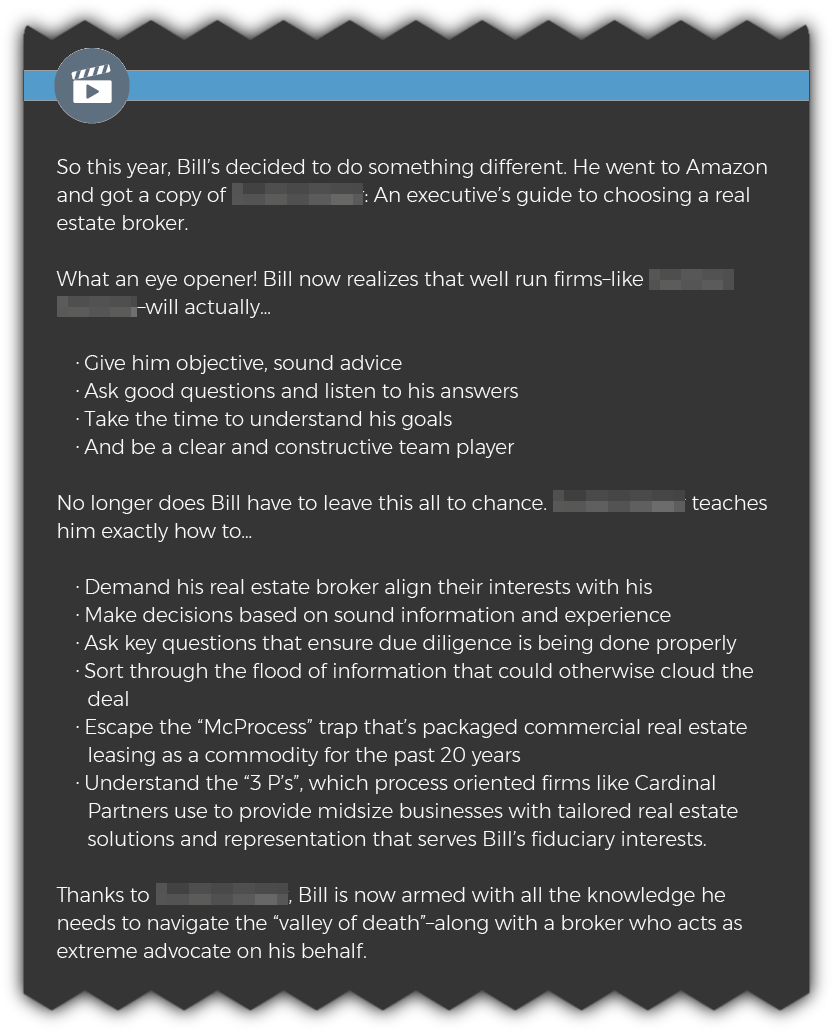 So this year, Bill's decided to do something different. He went to Amazon
and got a copy of : An executive's guide to choosing a real
estate broker.
What an eye opener! Bill now realizes that well run firms–like
–will actually...
· Give him objective, sound advice
· Ask good questions and listen to his answers
· Take the time to understand his goals
· And be a clear and constructive team player
No longer does Bill have to leave this all to chance. teaches
him exactly how to...
· Demand his real estate broker align their interests with his
· Make decisions based on sound information and experience
· Ask key questions that ensure due diligence is being done properly
· Sort through the flood of information that could otherwise cloud the
deal
· Escape the “McProcess” trap that's packaged commercial real estate
leasing as a commodity for the past 20 years
· Understand the “3 P's”, which process oriented firms like Cardinal
Partners use to provide midsize businesses with tailored real estate
solutions and representation that serves Bill's fiduciary interests.
Thanks to , Bill is now armed with all the knowledge he
needs to navigate the “valley of death”–along with a broker who acts as
extreme advocate on his behalf.